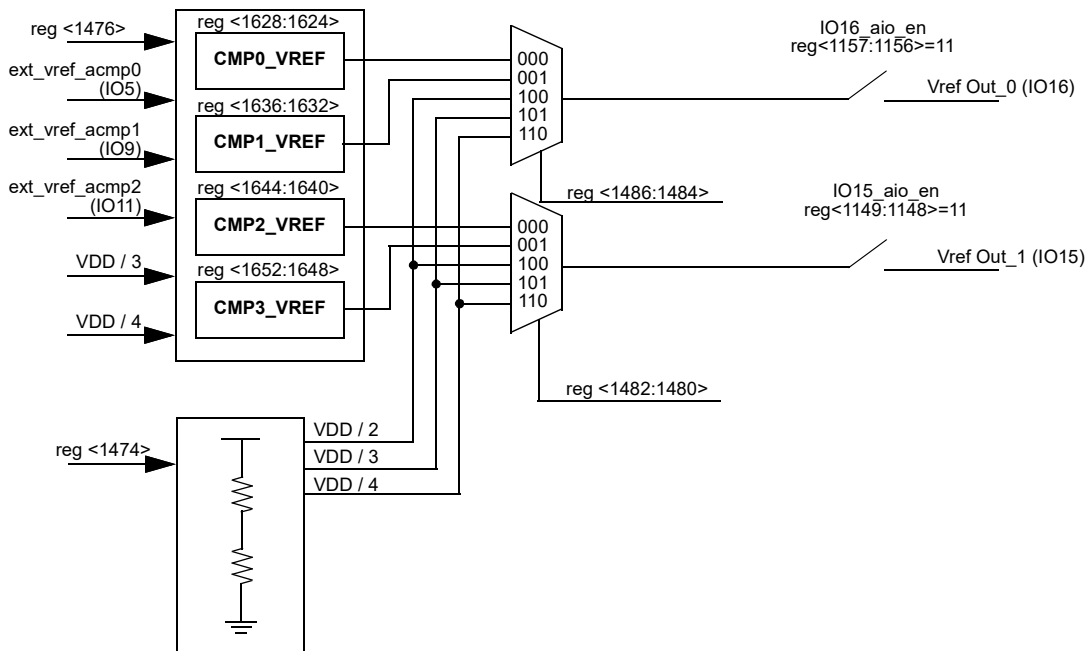 reg <1476>
ext_vref_acmp0
(IO5)
ext_vref_acmp1
(IO9)
ext_vref_acmp2
(IO11)
VDD / 3
VDD / 4
reg <1628:1624>
CMP0_VREF
reg <1636:1632>
CMP1_VREF
reg <1644:1640>
CMP2_VREF
reg <1652:1648>
CMP3_VREF
000
001
100
101
110
reg <1486:1484>
IO16_aio_en
reg<1157:1156>=11
Vref Out_0 (IO16)
000
001
100
101
110
reg <1482:1480>
IO15_aio_en
reg<1149:1148>=11
Vref Out_1 (IO15)
reg <1474>
VDD / 2
VDD / 3
VDD / 4